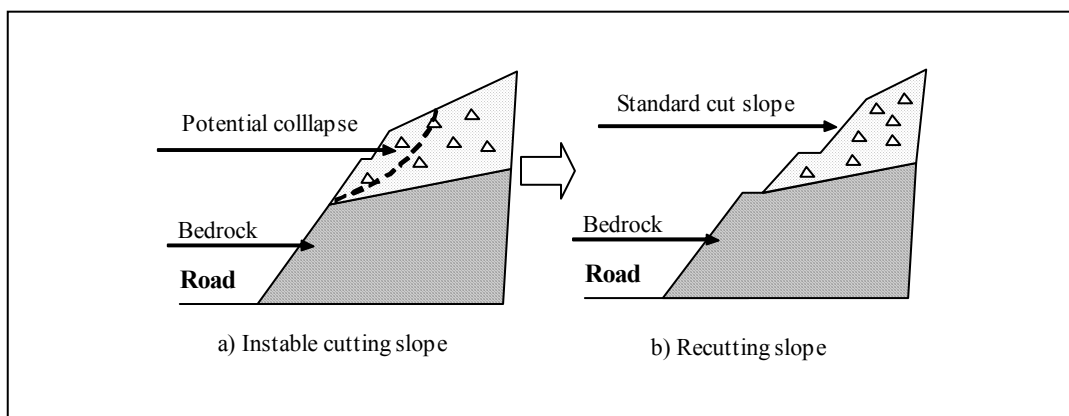 Potential colllapse
Bedrock
Road
a) Instable cutting slope
Standard cut slope
Bedrock
Road
b) Recutting slope